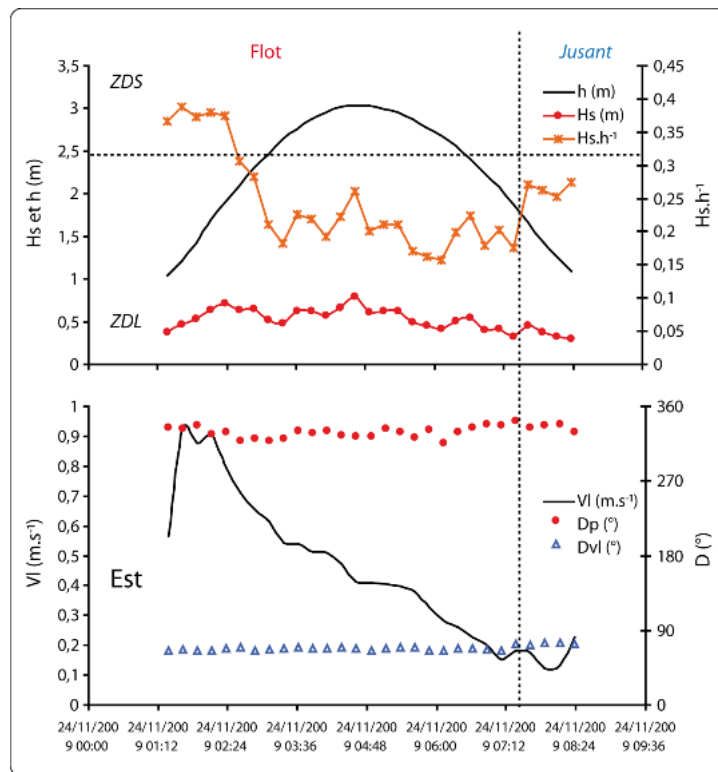 Flot
Jusant
3,5
3
2,5
2
1,5
1
0,5
0
Hs et h (m)
ZDS
ZDL
h (m)
Hs (m)
Hs.h⁻¹
0,45
0,4
0,35
0,3
0,25
0,2
0,15
0,1
0,05
0
Hs.h⁻¹
1
0,9
0,8
0,7
0,6
0,5
0,4
0,3
0,2
0,1
0
Vl (m.s⁻¹)
Est
Vl (m.s⁻¹)
Dp (°)
Dvl (°)
360
270
180
90
0
D (°)
24/11/200 24/11/200 24/11/200 24/11/200 24/11/200 24/11/200 24/11/200 24/11/200 24/11/200
9 00:00 9 01:12 9 02:24 9 03:36 9 04:48 9 06:00 9 07:12 9 08:24 9 09:36